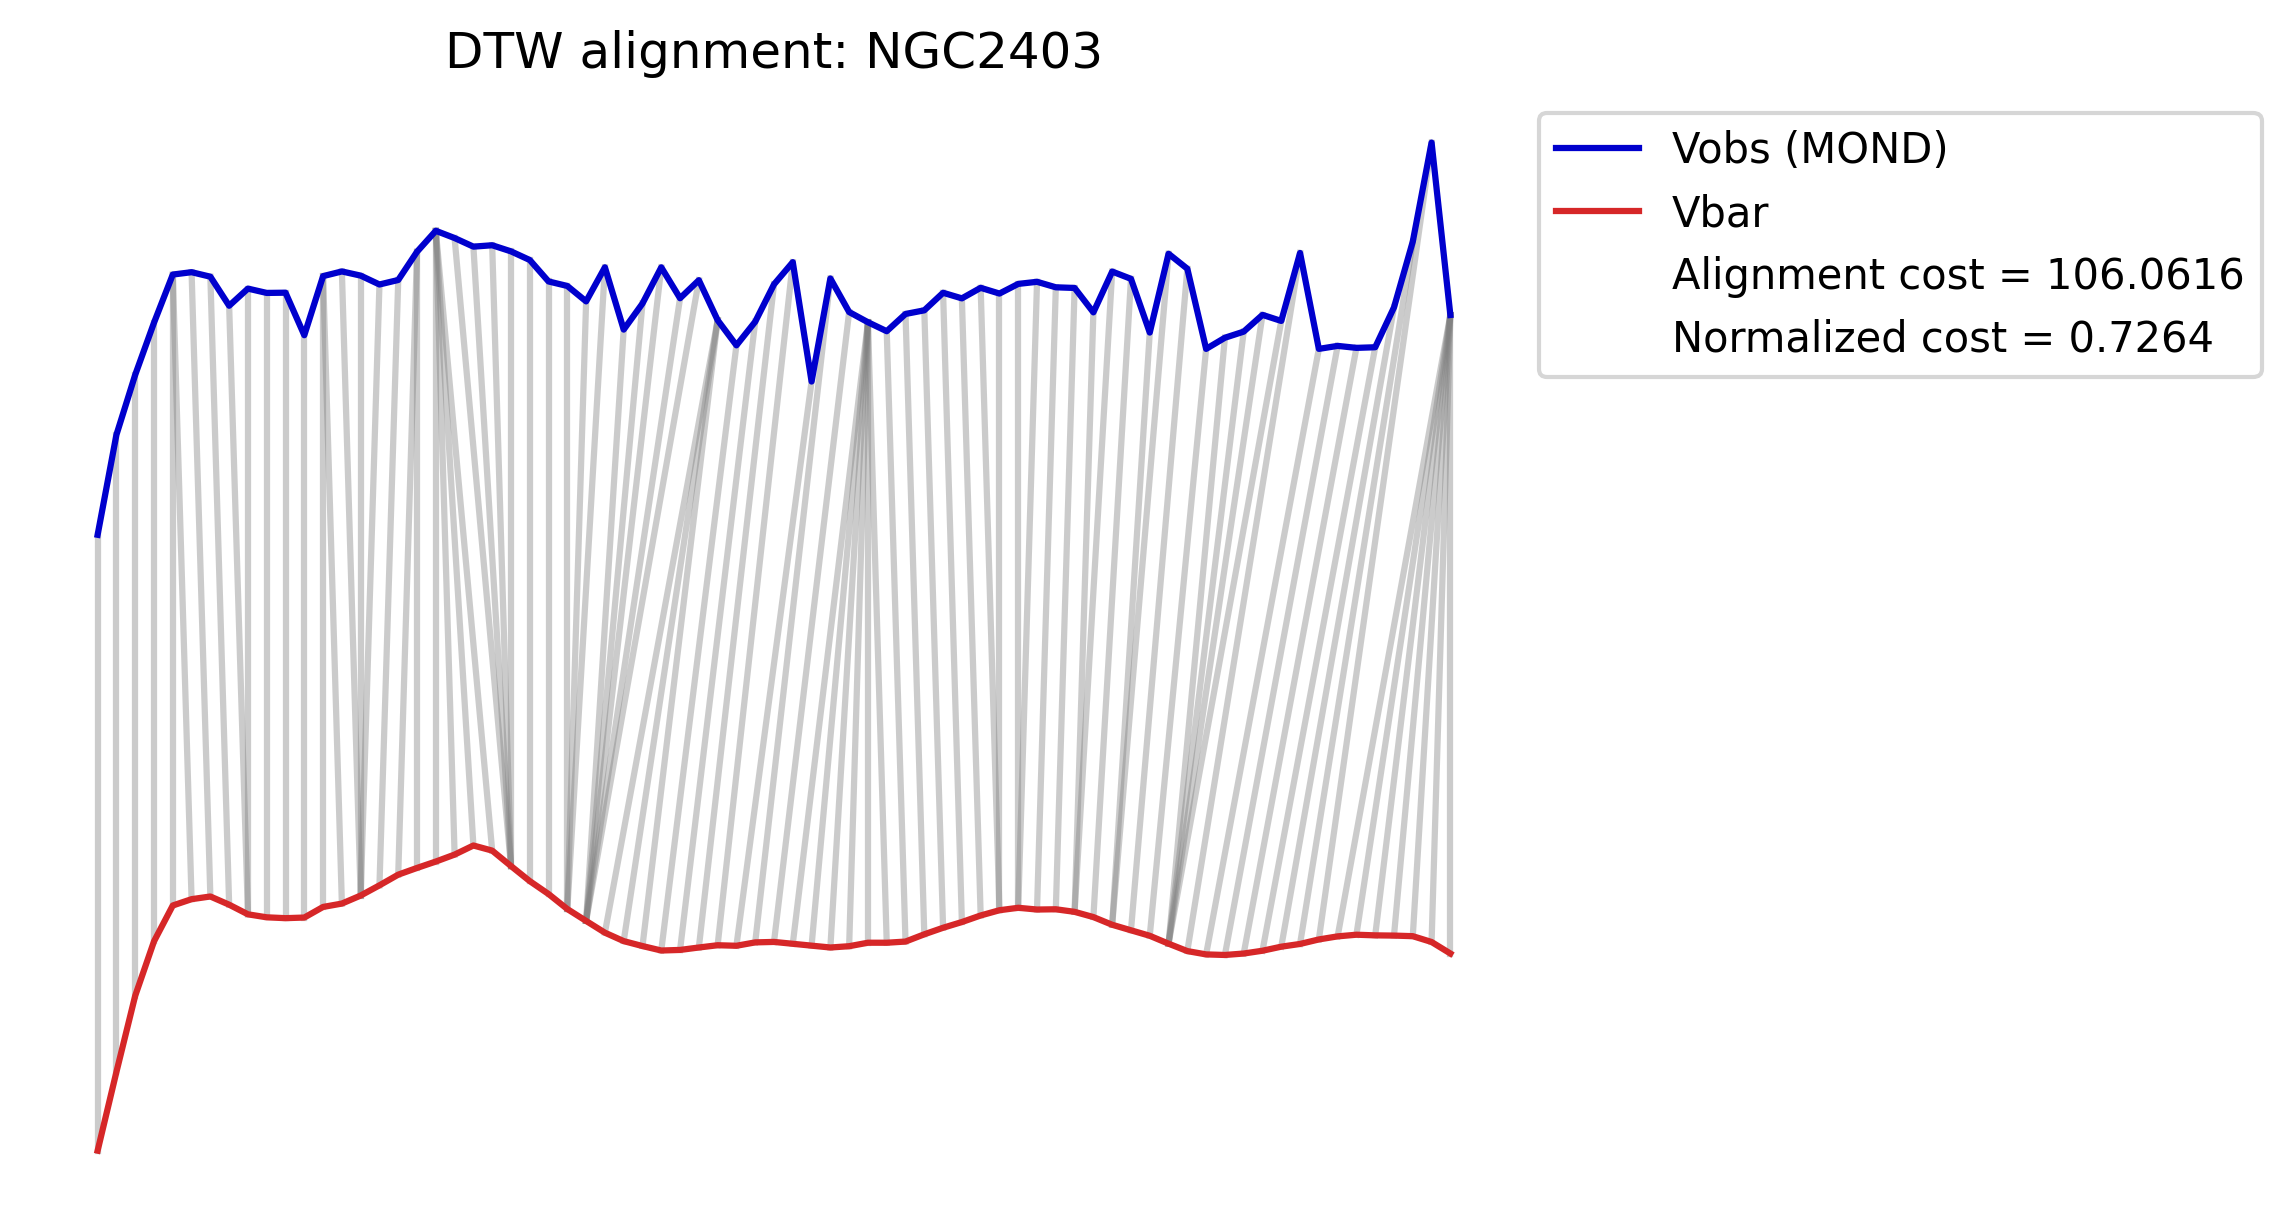 DTW alignment: NGC2403
Vobs (MOND)
Vbar
Alignment cost = 106.0616
Normalized cost = 0.7264